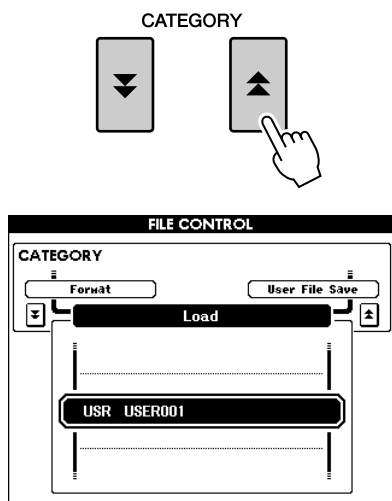 CATEGORY
FILE CONTROL
CATEGORY
Format User File Save
Load
USR USER001